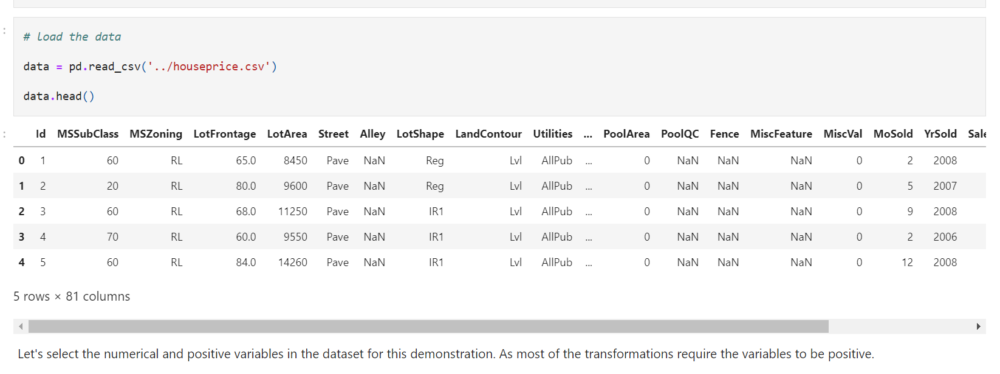 :
# load the data
data = pd.read_csv('../houseprice.csv')
data.head()
:
Id MSSubClass MSZoning LotFrontage LotArea Street Alley LotShape LandContour Utilities ... PoolArea PoolQC Fence MiscFeature MiscVal MoSold YrSold Sale
0 1 60 RL 65.0 8450 Pave NaN Reg Lvl AllPub ... 0 NaN NaN NaN 0 2 2008
1 2 20 RL 80.0 9600 Pave NaN Reg Lvl AllPub ... 0 NaN NaN NaN 0 5 2007
2 3 60 RL 68.0 11250 Pave NaN IR1 Lvl AllPub ... 0 NaN NaN NaN 0 9 2008
3 4 70 RL 60.0 9550 Pave NaN IR1 Lvl AllPub ... 0 NaN NaN NaN 0 2 2006
4 5 60 RL 84.0 14260 Pave NaN IR1 Lvl AllPub ... 0 NaN NaN NaN 0 12 2008
5 rows × 81 columns
Let's select the numerical and positive variables in the dataset for this demonstration. As most of the transformations require the variables to be positive.